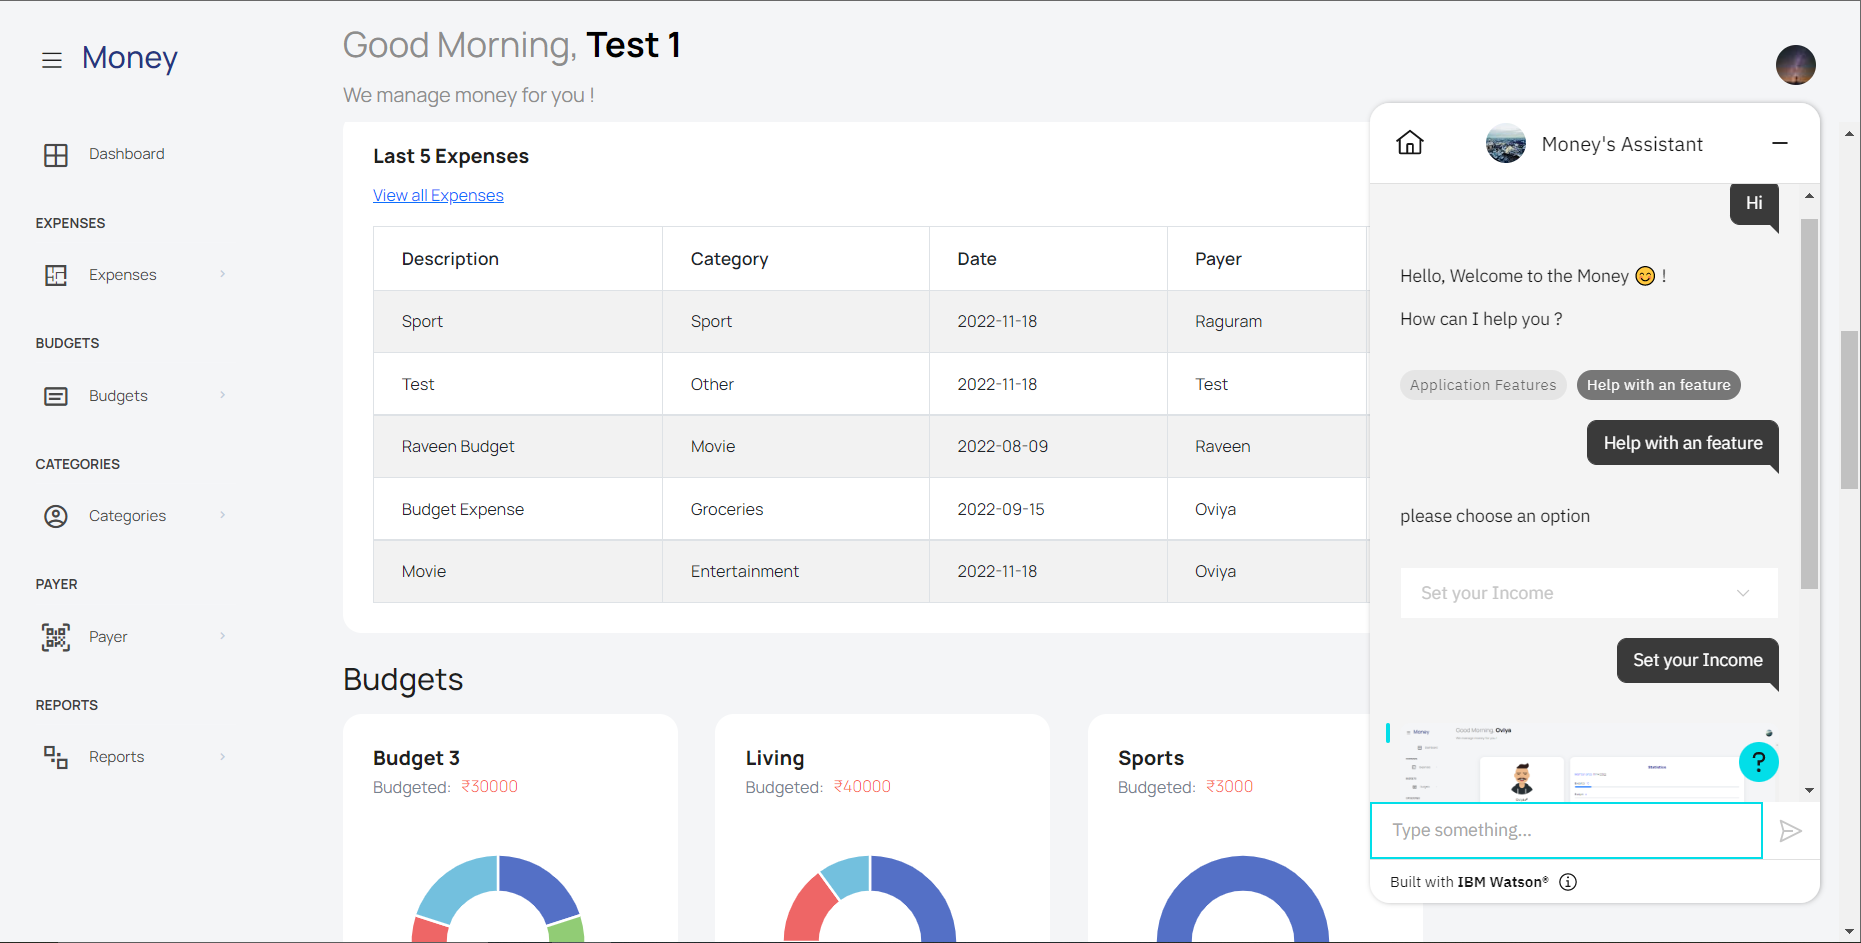 Money
Good Morning, Test 1
We manage money for you !
Dashboard
EXPENSES
Expenses
BUDGETS
Budgets
CATEGORIES
Categories
PAYER
Payer
REPORTS
Reports
Last 5 Expenses
View all Expenses
Description Category Date Payer
Sport Sport 2022-11-18 Raguram
Test Other 2022-11-18 Test
Raveen Budget Movie 2022-08-09 Raveen
Budget Expense Groceries 2022-09-15 Oviya
Movie Entertainment 2022-11-18 Oviya
Budgets
Budget 3
Budgeted: ₹30000
Living
Budgeted: ₹40000
Sports
Budgeted: ₹3000
Money's Assistant
Hi
Hello, Welcome to the Money 😊 !
How can I help you ?
Application Features Help with an feature
Help with an feature
please choose an option
Set your Income
Set your Income
Money
Good Morning, Oviya
Statistics
?
Type something...
Built with IBM Watson®